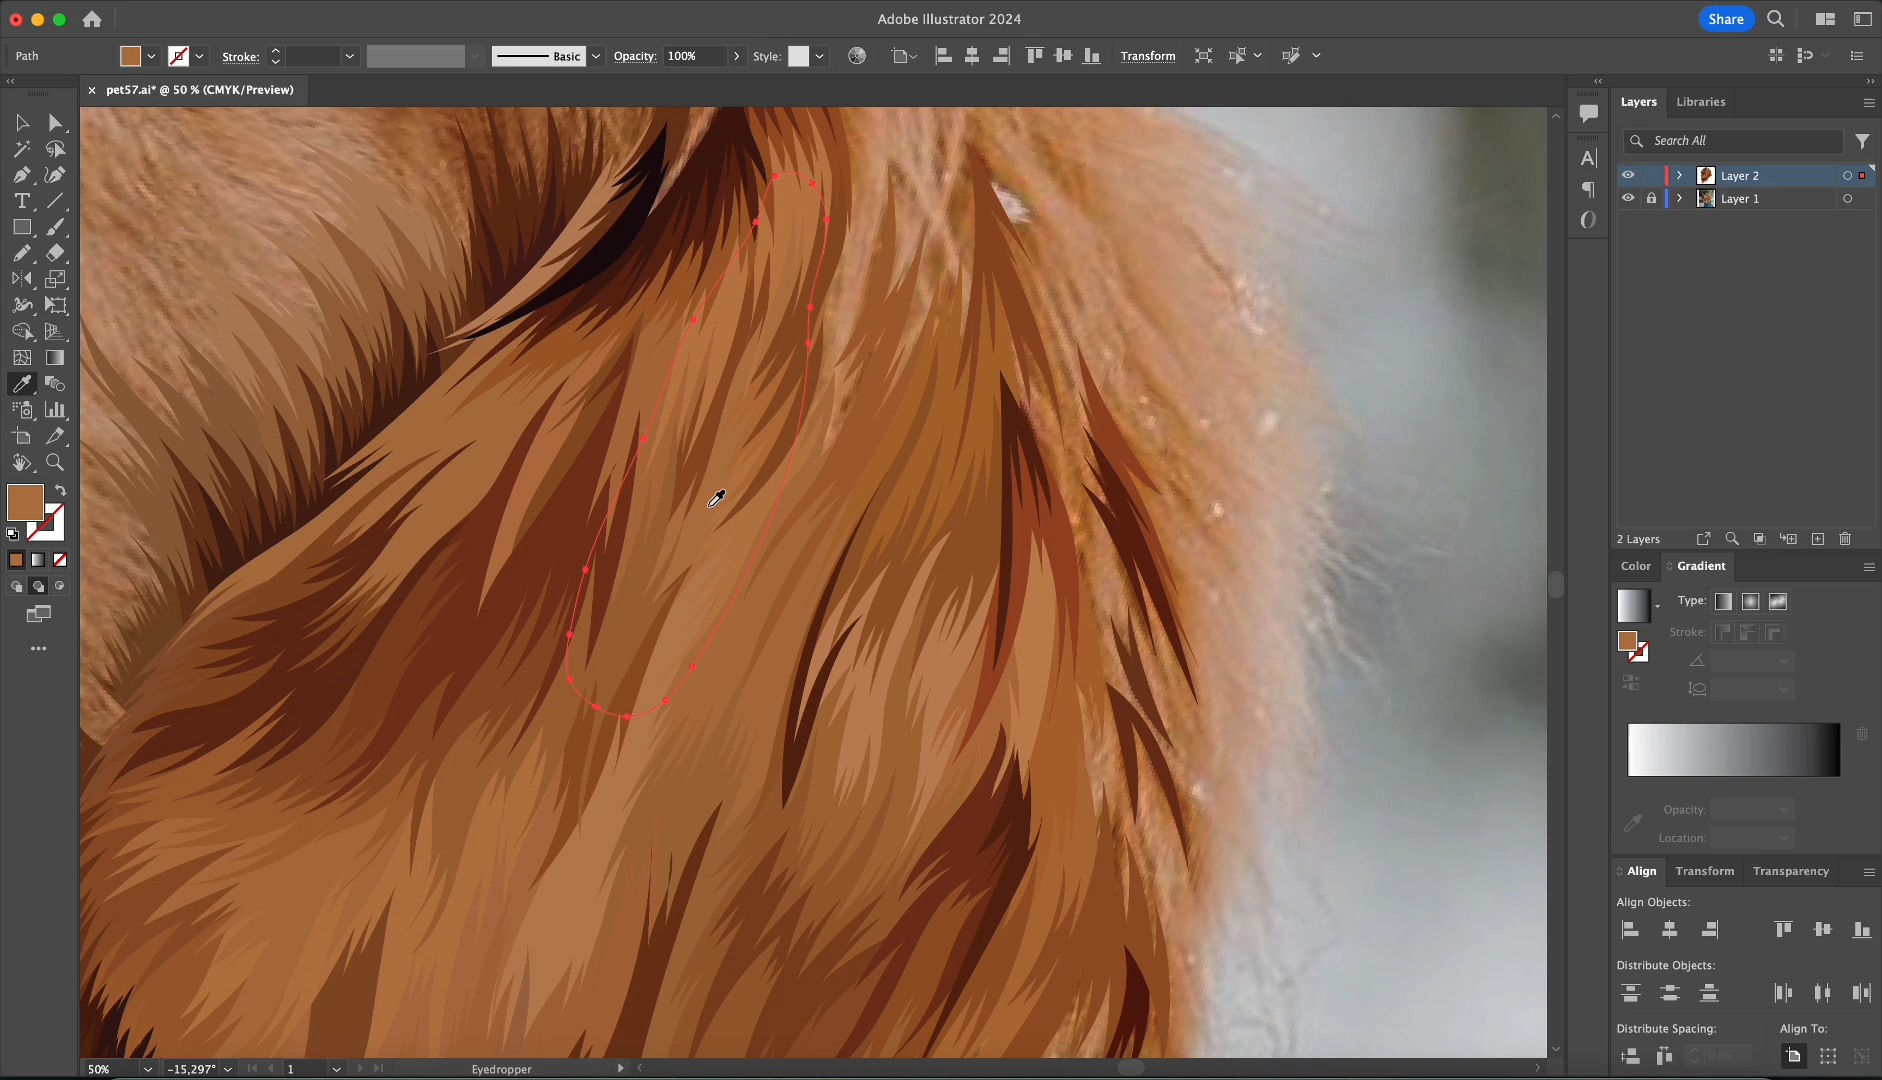 Adobe Illustrator 2024
Share
Path
Stroke:
Basic
Opacity: 100%
Style:
Transform
× pet57.ai* @ 50 % (CMYK/Preview)
Layers
Libraries
Search All
Layer 2
Layer 1
2 Layers
Color
Gradient
Type:
Stroke:
Opacity:
Location:
Align
Transform
Transparency
Align Objects:
Distribute Objects:
Distribute Spacing:
Align To:
0 px
50%
-15,297°
1
Eyedropper